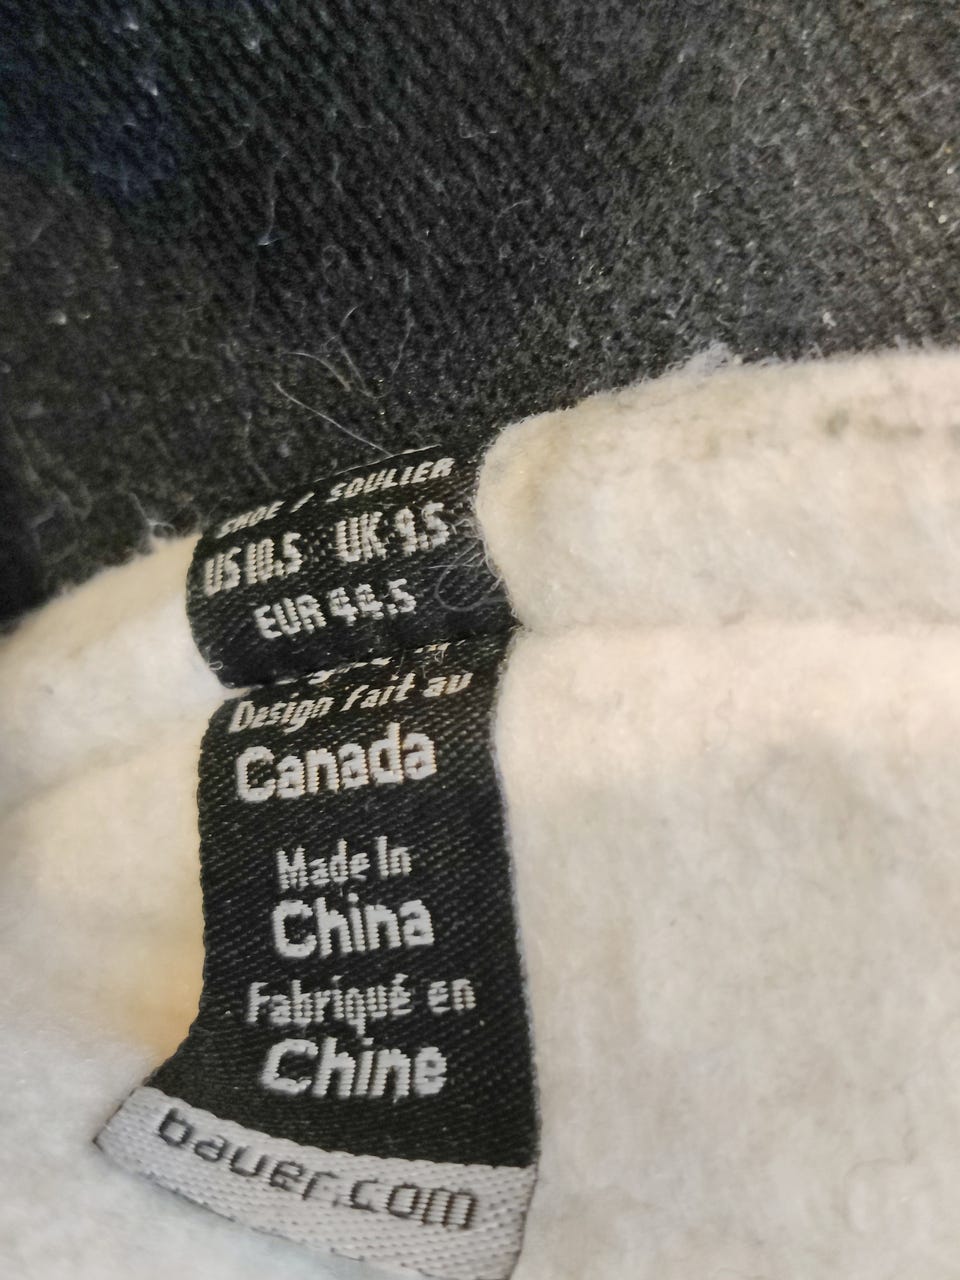 SHOE / SOULIER
US 10.5 UK 9.5
EUR 44.5
Design fait au
Canada
Made In
China
Fabriqué en
Chine
bauer.com